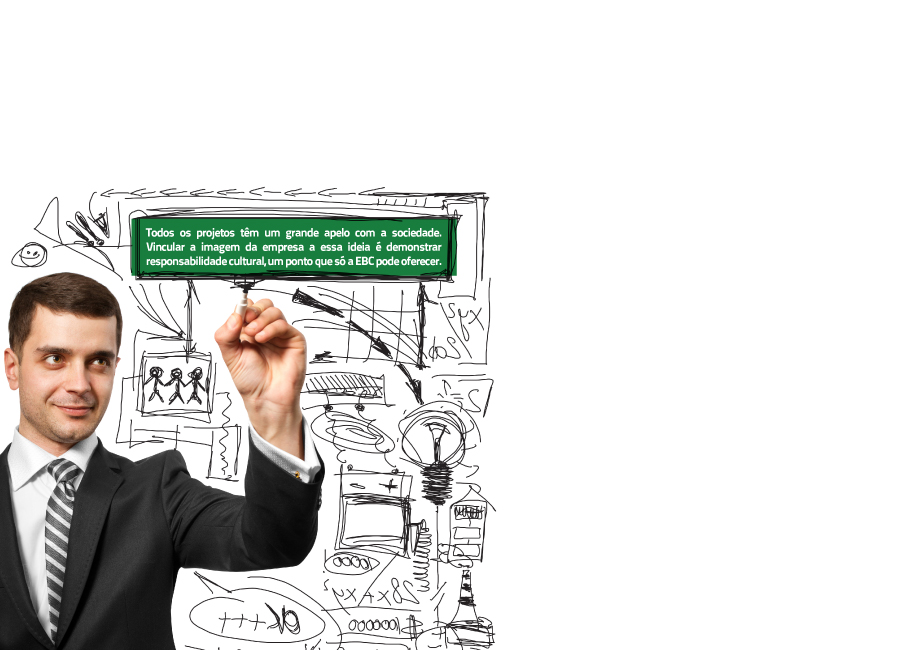 Todos os projetos têm um grande apelo com a sociedade.
Vincular a imagem da empresa a essa ideia é demonstrar
responsabilidade cultural, um ponto que só a EBC pode oferecer.